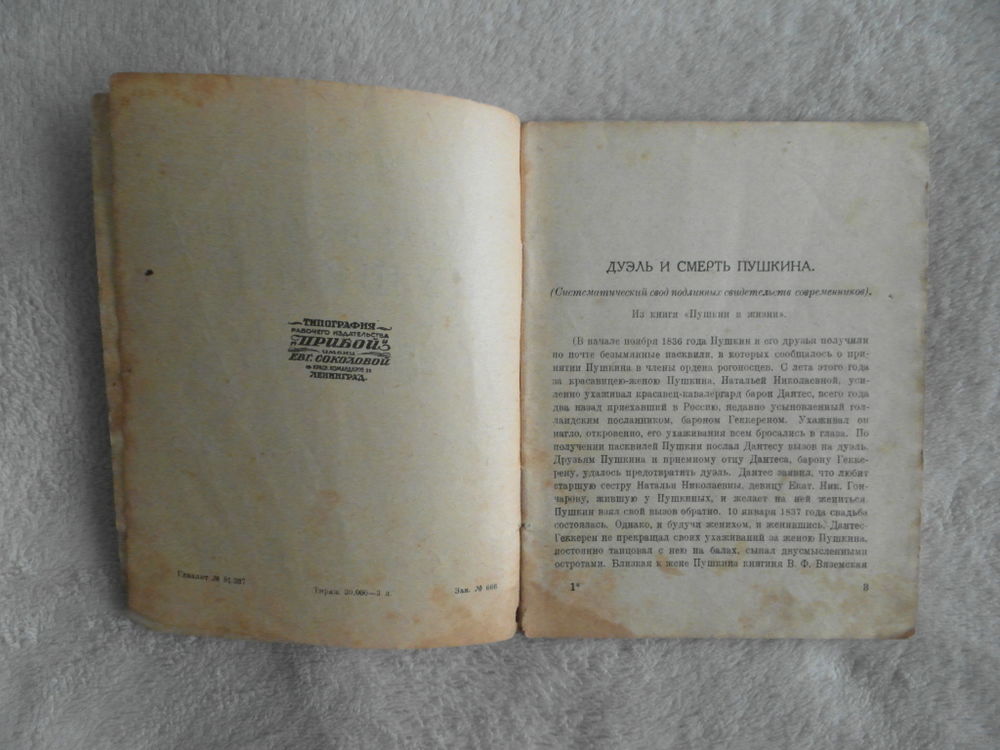 ТИПОГРАФИЯ
РАБОЧЕГО ИЗДАТЕЛЬСТВА
"ПРИБОЙ"
ИМЕНИ
ЕВГ. СОКОЛОВОЙ
ЛЕНИНГРАД.
Гублит №
Тираж 30.000—3 л.
Зак. № 666
ДУЭЛЬ И СМЕРТЬ ПУШКИНА.
(Систематический свод подлинных свидетельств современников).
Из книги «Пушкин в жизни».
(В начале ноября 1836 года Пушкин и его друзья получили
по почте безымянные пасквили, в которых сообщалось о при-
нятии Пушкина в члены ордена рогоносцев. С лета этого года
за красавицею-женою Пушкина, Натальей Николаевной, уси-
ленно ухаживал красавец-кавалергард барон Дантес, всего года
два назад приехавший в Россию, недавно усыновленный гол-
ландским посланником, бароном Геккереном. Ухаживал он
нагло, откровенно, его ухаживания всем бросались в глаза. По
получении пасквилей Пушкин послал Дантесу вызов на дуэль.
Друзьям Пушкина и приемному отцу Дантеса, барону Гекке-
рену, удалось предотвратить дуэль. Дантес заявил, что любит
старшую сестру Натальи Николаевны, девицу Екат. Ник. Гон-
чарову, жившую у Пушкиных, и желает на ней жениться.
Пушкин взял свой вызов обратно. 10 января 1837 года свадьба
состоялась. Однако, и будучи женихом, и женившись, Дантес-
Геккерен не прекращал своих ухаживаний за женою Пушкина,
постоянно танцовал с нею на балах, сыпал двусмысленными
остротами. Близкая к жене Пушкина княгиня В. Ф. Вяземская
1*
3